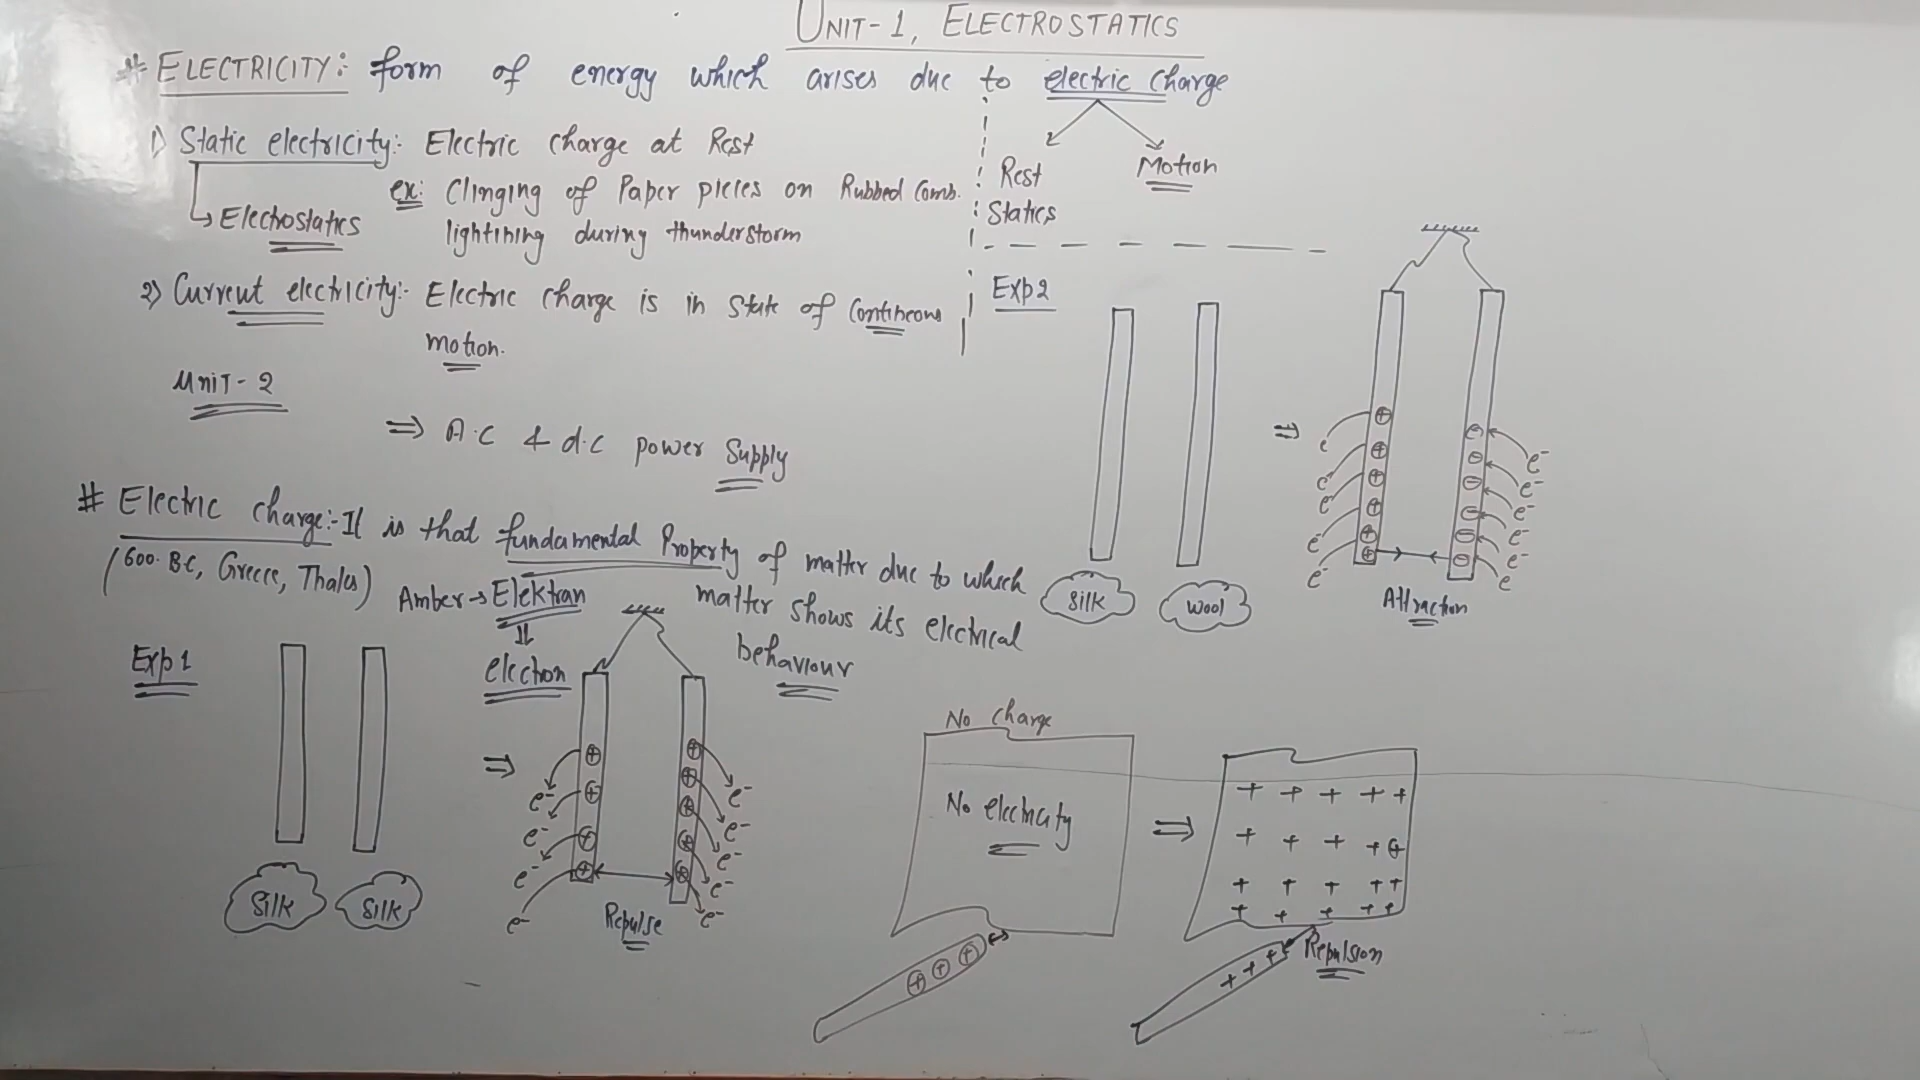 UNIT-1, ELECTROSTATICS
* ELECTRICITY: form of energy which arises due to electric charge
Rest
Motion
Statics
1) Static electricity:- Electric charge at Rest
ex: Clinging of Paper pieces on Rubbed Comb.
lightining during thunderstorm
↳ Electrostatics
2) Current electricity:- Electric charge is in state of Contineous
motion.
UNIT-2
⇒ A.C & d.c power supply
# Electric charge:- It is that fundamental Property of matter due to which
matter shows its electrical
behaviour
(600. BC, Greece, Thales)
Amber → Elektran
electron
Exp 1
Silk
Silk
⇒
+ + + +
e- e- e- e-
+ + + + +
e- e- e- e- e-
Repulse
Exp 2
Silk
Wool
⇒
+ + + + + +
e e e e- e- e-
- - - - - -
e- e- e- e- e- e
Attraction
No charge
No electricity
+ + +
⇒
+ + + + +
+ + + + +
+ + + + +
+ + + + +
+ + +
Repulsion